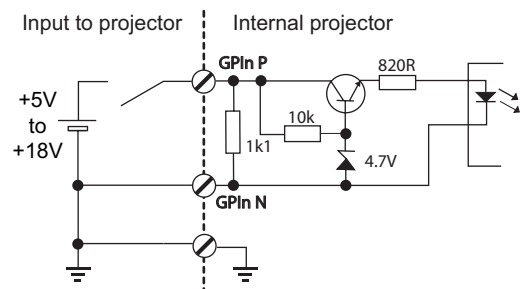 Input to projector
Internal projector
GPIn P
820R
+5V
to
+18V
10k
1k1
4.7V
GPIn N